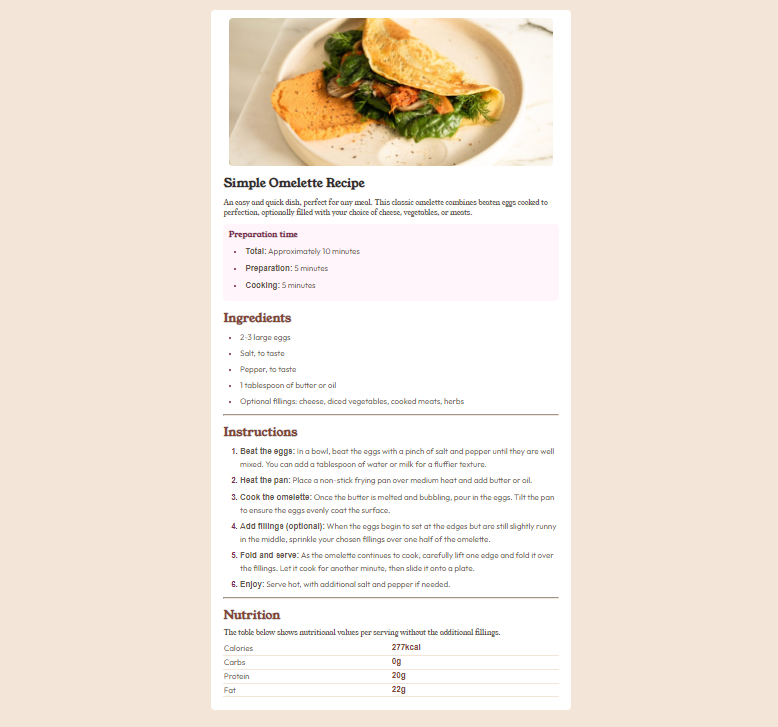 Simple Omelette Recipe
An easy and quick dish, perfect for any meal. This classic omelette combines beaten eggs cooked to
perfection, optionally filled with your choice of cheese, vegetables, or meats.
Preparation time
• Total: Approximately 10 minutes
• Preparation: 5 minutes
• Cooking: 5 minutes
Ingredients
• 2-3 large eggs
• Salt, to taste
• Pepper, to taste
• 1 tablespoon of butter or oil
• Optional fillings: cheese, diced vegetables, cooked meats, herbs
Instructions
1. Beat the eggs: In a bowl, beat the eggs with a pinch of salt and pepper until they are well
mixed. You can add a tablespoon of water or milk for a fluffier texture.
2. Heat the pan: Place a non-stick frying pan over medium heat and add butter or oil.
3. Cook the omelette: Once the butter is melted and bubbling, pour in the eggs. Tilt the pan
to ensure the eggs evenly coat the surface.
4. Add fillings (optional): When the eggs begin to set at the edges but are still slightly runny
in the middle, sprinkle your chosen fillings over one half of the omelette.
5. Fold and serve: As the omelette continues to cook, carefully lift one edge and fold it over
the fillings. Let it cook for another minute, then slide it onto a plate.
6. Enjoy: Serve hot, with additional salt and pepper if needed.
Nutrition
The table below shows nutritional values per serving without the additional fillings.
Calories 277kcal
Carbs 0g
Protein 20g
Fat 22g